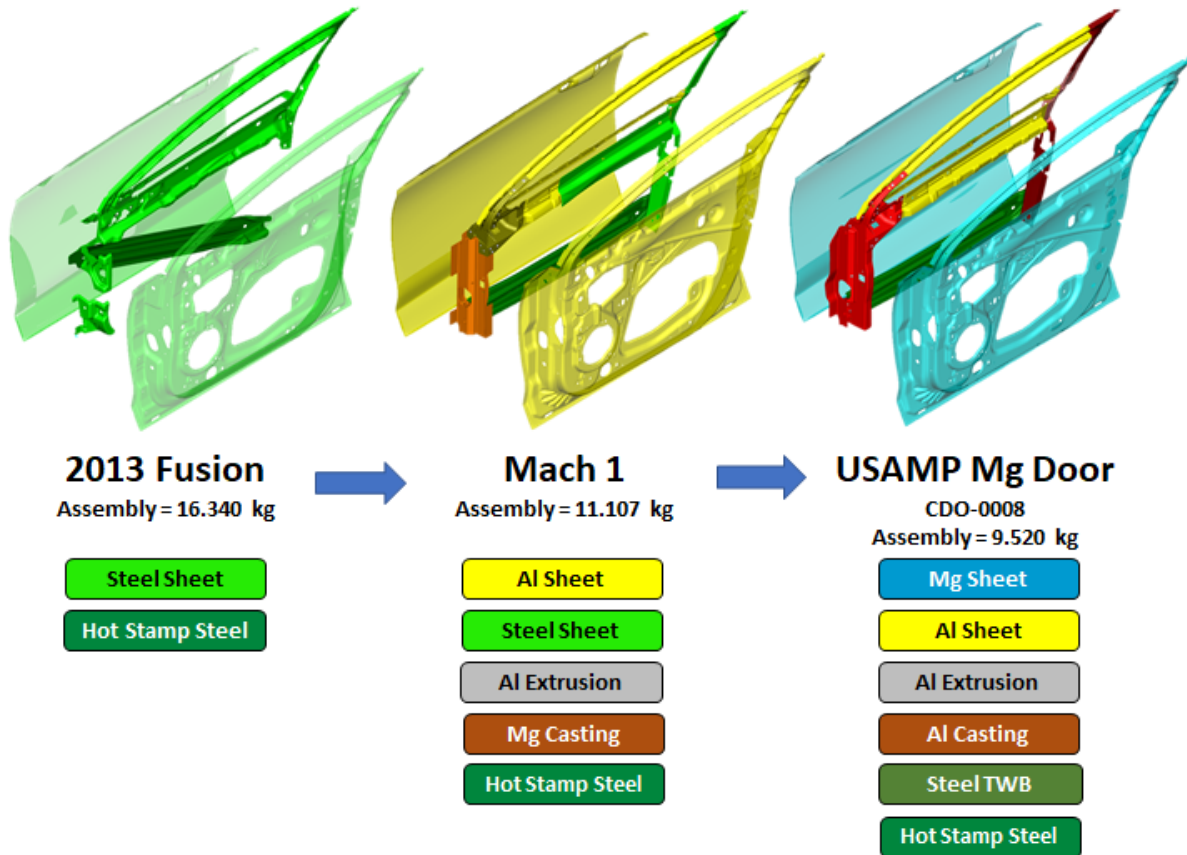 2013 Fusion
Assembly = 16.340 kg
Steel Sheet
Hot Stamp Steel
Mach 1
Assembly = 11.107 kg
Al Sheet
Steel Sheet
Al Extrusion
Mg Casting
Hot Stamp Steel
USAMP Mg Door
CDO-0008
Assembly = 9.520 kg
Mg Sheet
Al Sheet
Al Extrusion
Al Casting
Steel TWB
Hot Stamp Steel